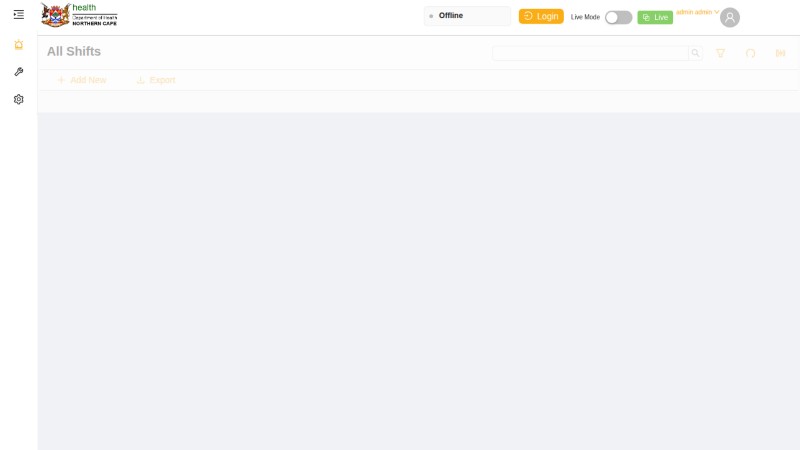 health
Department of Health
NORTHERN CAPE
Offline
Login
Live Mode
Live
admin admin
All Shifts
Add New
Export